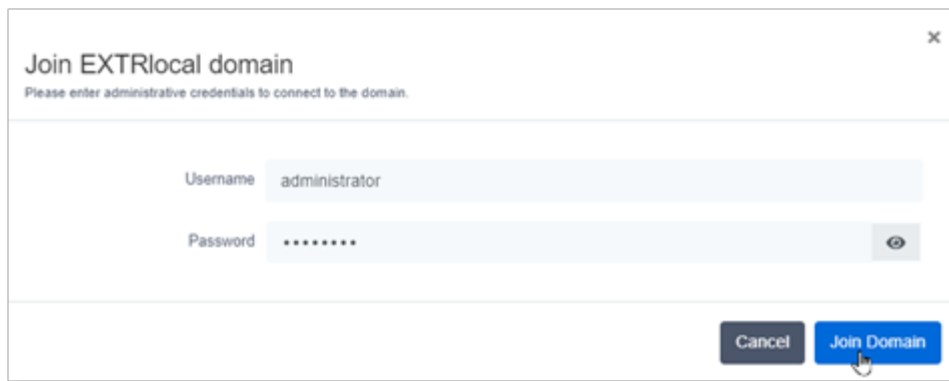 Join EXTRlocal domain
Please enter administrative credentials to connect to the domain.
Username administrator
Password ••••••••
Cancel Join Domain